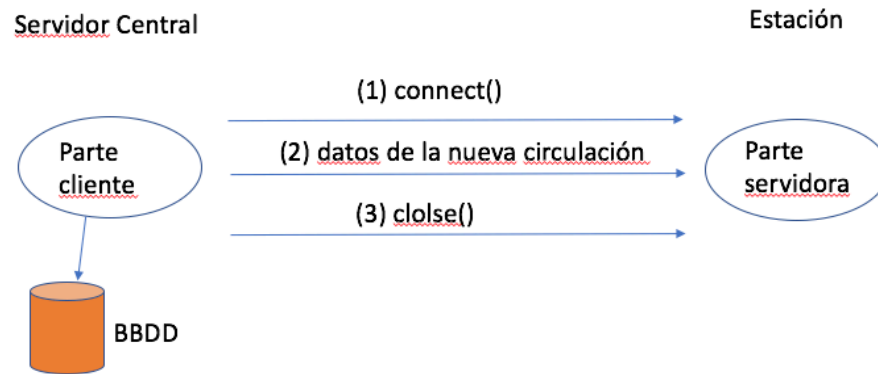 Servidor Central
Estación
(1) connect()
Parte
cliente
(2) datos de la nueva circulación
Parte
servidora
(3) clolse()
BBDD